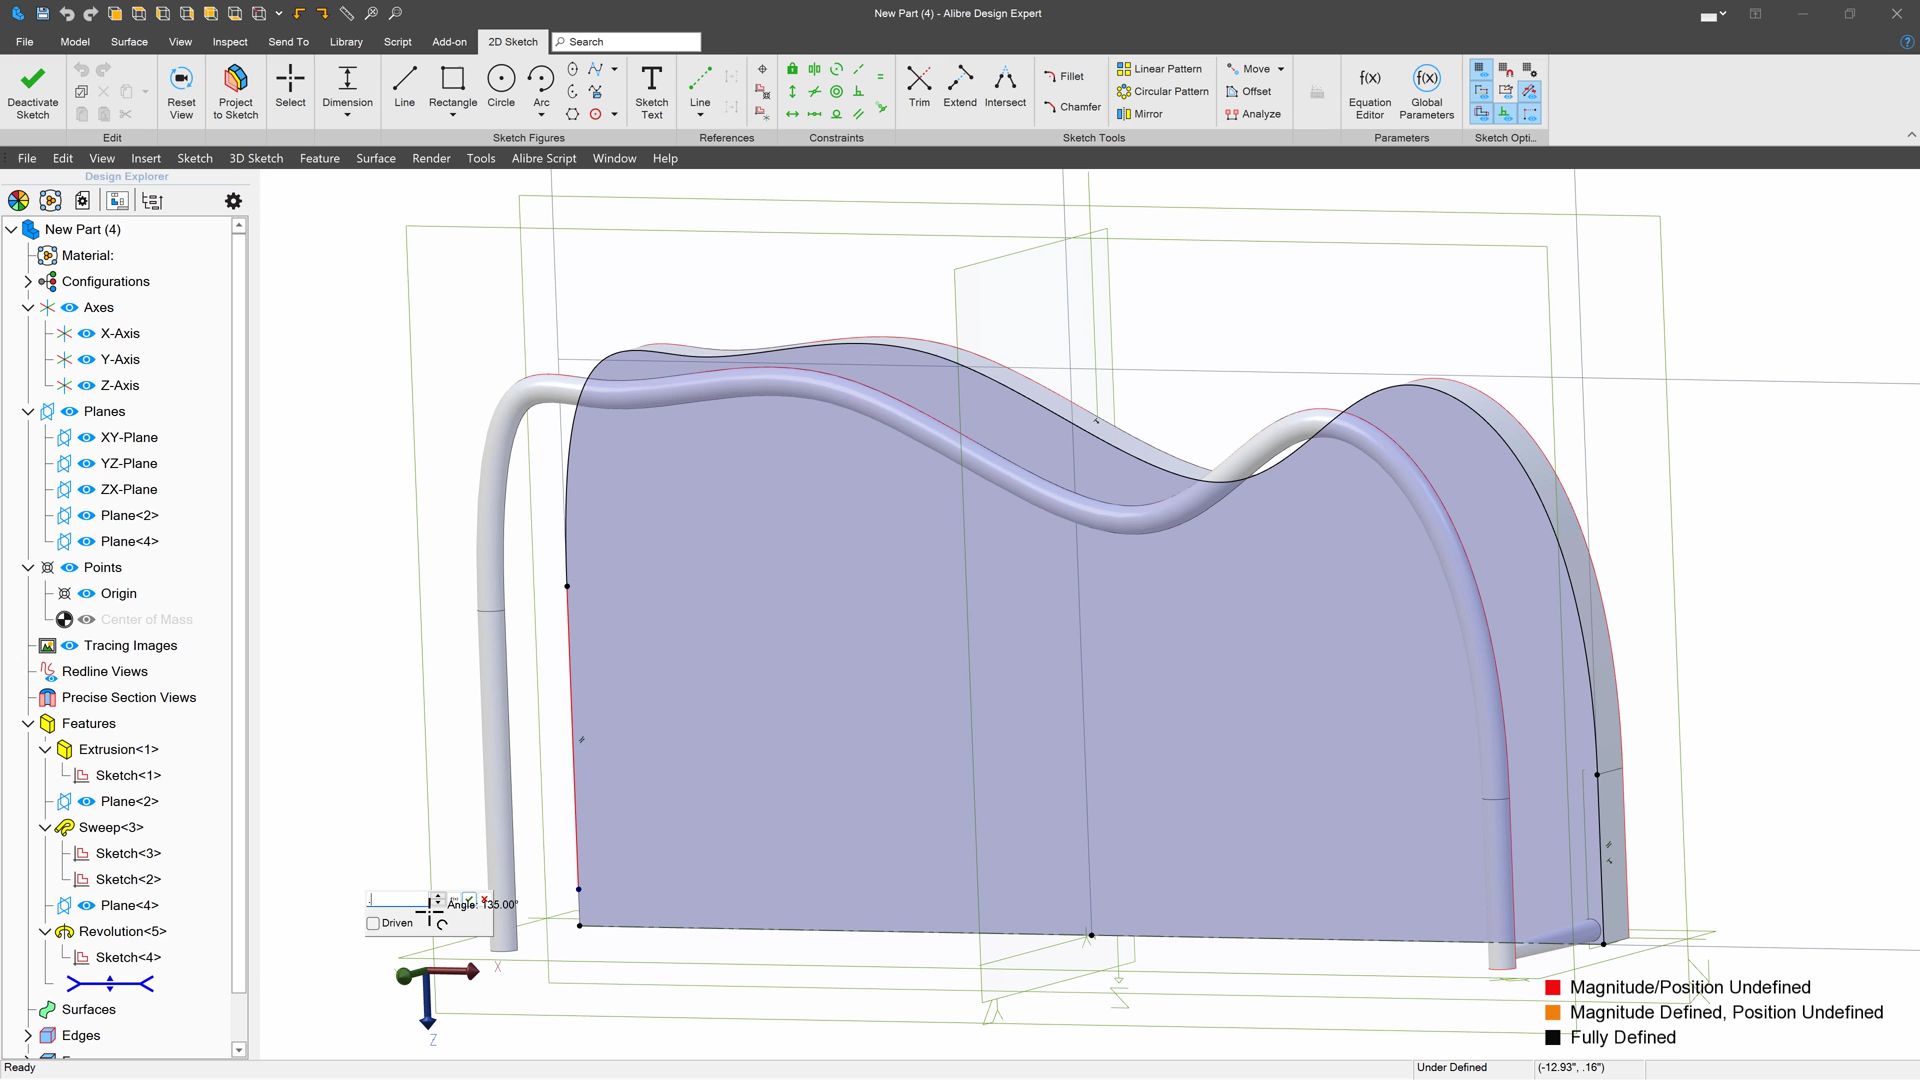 New Part (4) - Alibre Design Expert
File Model Surface View Inspect Send To Library Script Add-on 2D Sketch Search
Deactivate Sketch
Reset View
Project to Sketch
Select
Dimension
Line
Rectangle
Circle
Arc
Sketch Text
Line
Trim
Extend
Intersect
Fillet
Chamfer
Linear Pattern
Circular Pattern
Mirror
Move
Offset
Analyze
f(x)
Equation Editor
f(x)
Global Parameters
Edit
Sketch Figures
References
Constraints
Sketch Tools
Parameters
Sketch Opti...
File Edit View Insert Sketch 3D Sketch Feature Surface Render Tools Alibre Script Window Help
Design Explorer
New Part (4)
Material:
Configurations
Axes
X-Axis
Y-Axis
Z-Axis
Planes
XY-Plane
YZ-Plane
ZX-Plane
Plane<2>
Plane<4>
Points
Origin
Center of Mass
Tracing Images
Redline Views
Precise Section Views
Features
Extrusion<1>
Sketch<1>
Plane<2>
Sweep<3>
Sketch<3>
Sketch<2>
Plane<4>
Revolution<5>
Sketch<4>
Surfaces
Edges
Angle: 135.00°
Driven
X
Z
Magnitude/Position Undefined
Magnitude Defined, Position Undefined
Fully Defined
Ready
Under Defined
(-12.93", .16")